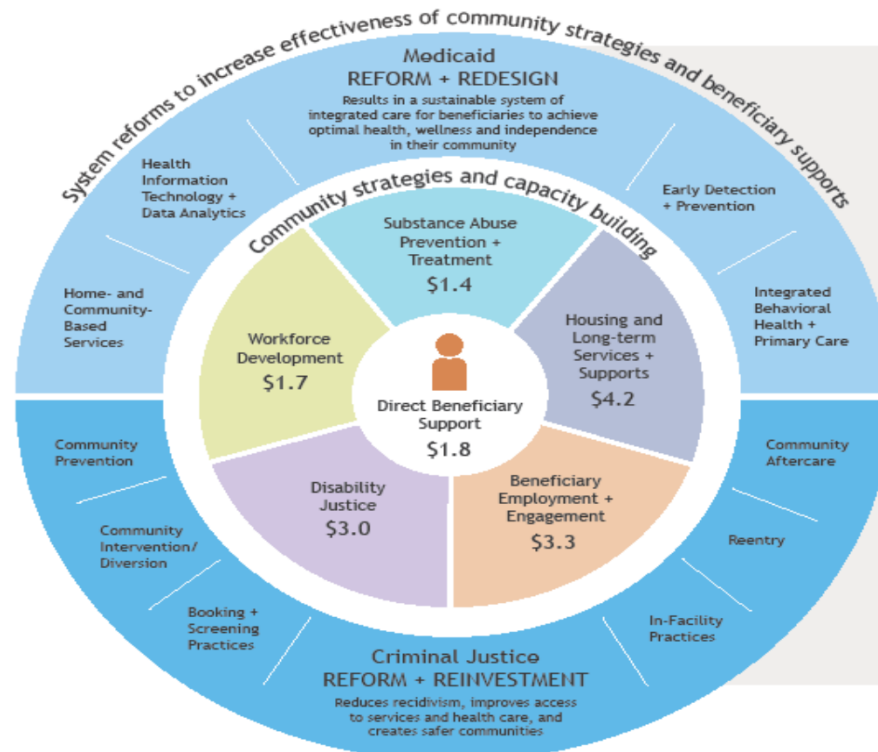 System reforms to increase effectiveness of community strategies and beneficiary supports
Medicaid
REFORM + REDESIGN
Results in a sustainable system of
integrated care for beneficiaries to achieve
optimal health, wellness and independence
in their community
Health
Information
Technology +
Data Analytics
Early Detection
+ Prevention
Home- and
Community-
Based
Services
Integrated
Behavioral
Health +
Primary Care
Community strategies and capacity building
Substance Abuse
Prevention +
Treatment
$1.4
Workforce
Development
$1.7
Housing and
Long-term
Services +
Supports
$4.2
Direct Beneficiary
Support
$1.8
Disability
Justice
$3.0
Beneficiary
Employment +
Engagement
$3.3
Community
Prevention
Community
Aftercare
Community
Intervention/
Diversion
Reentry
Booking +
Screening
Practices
In-Facility
Practices
Criminal Justice
REFORM + REINVESTMENT
Reduces recidivism, improves access
to services and health care, and
creates safer communities